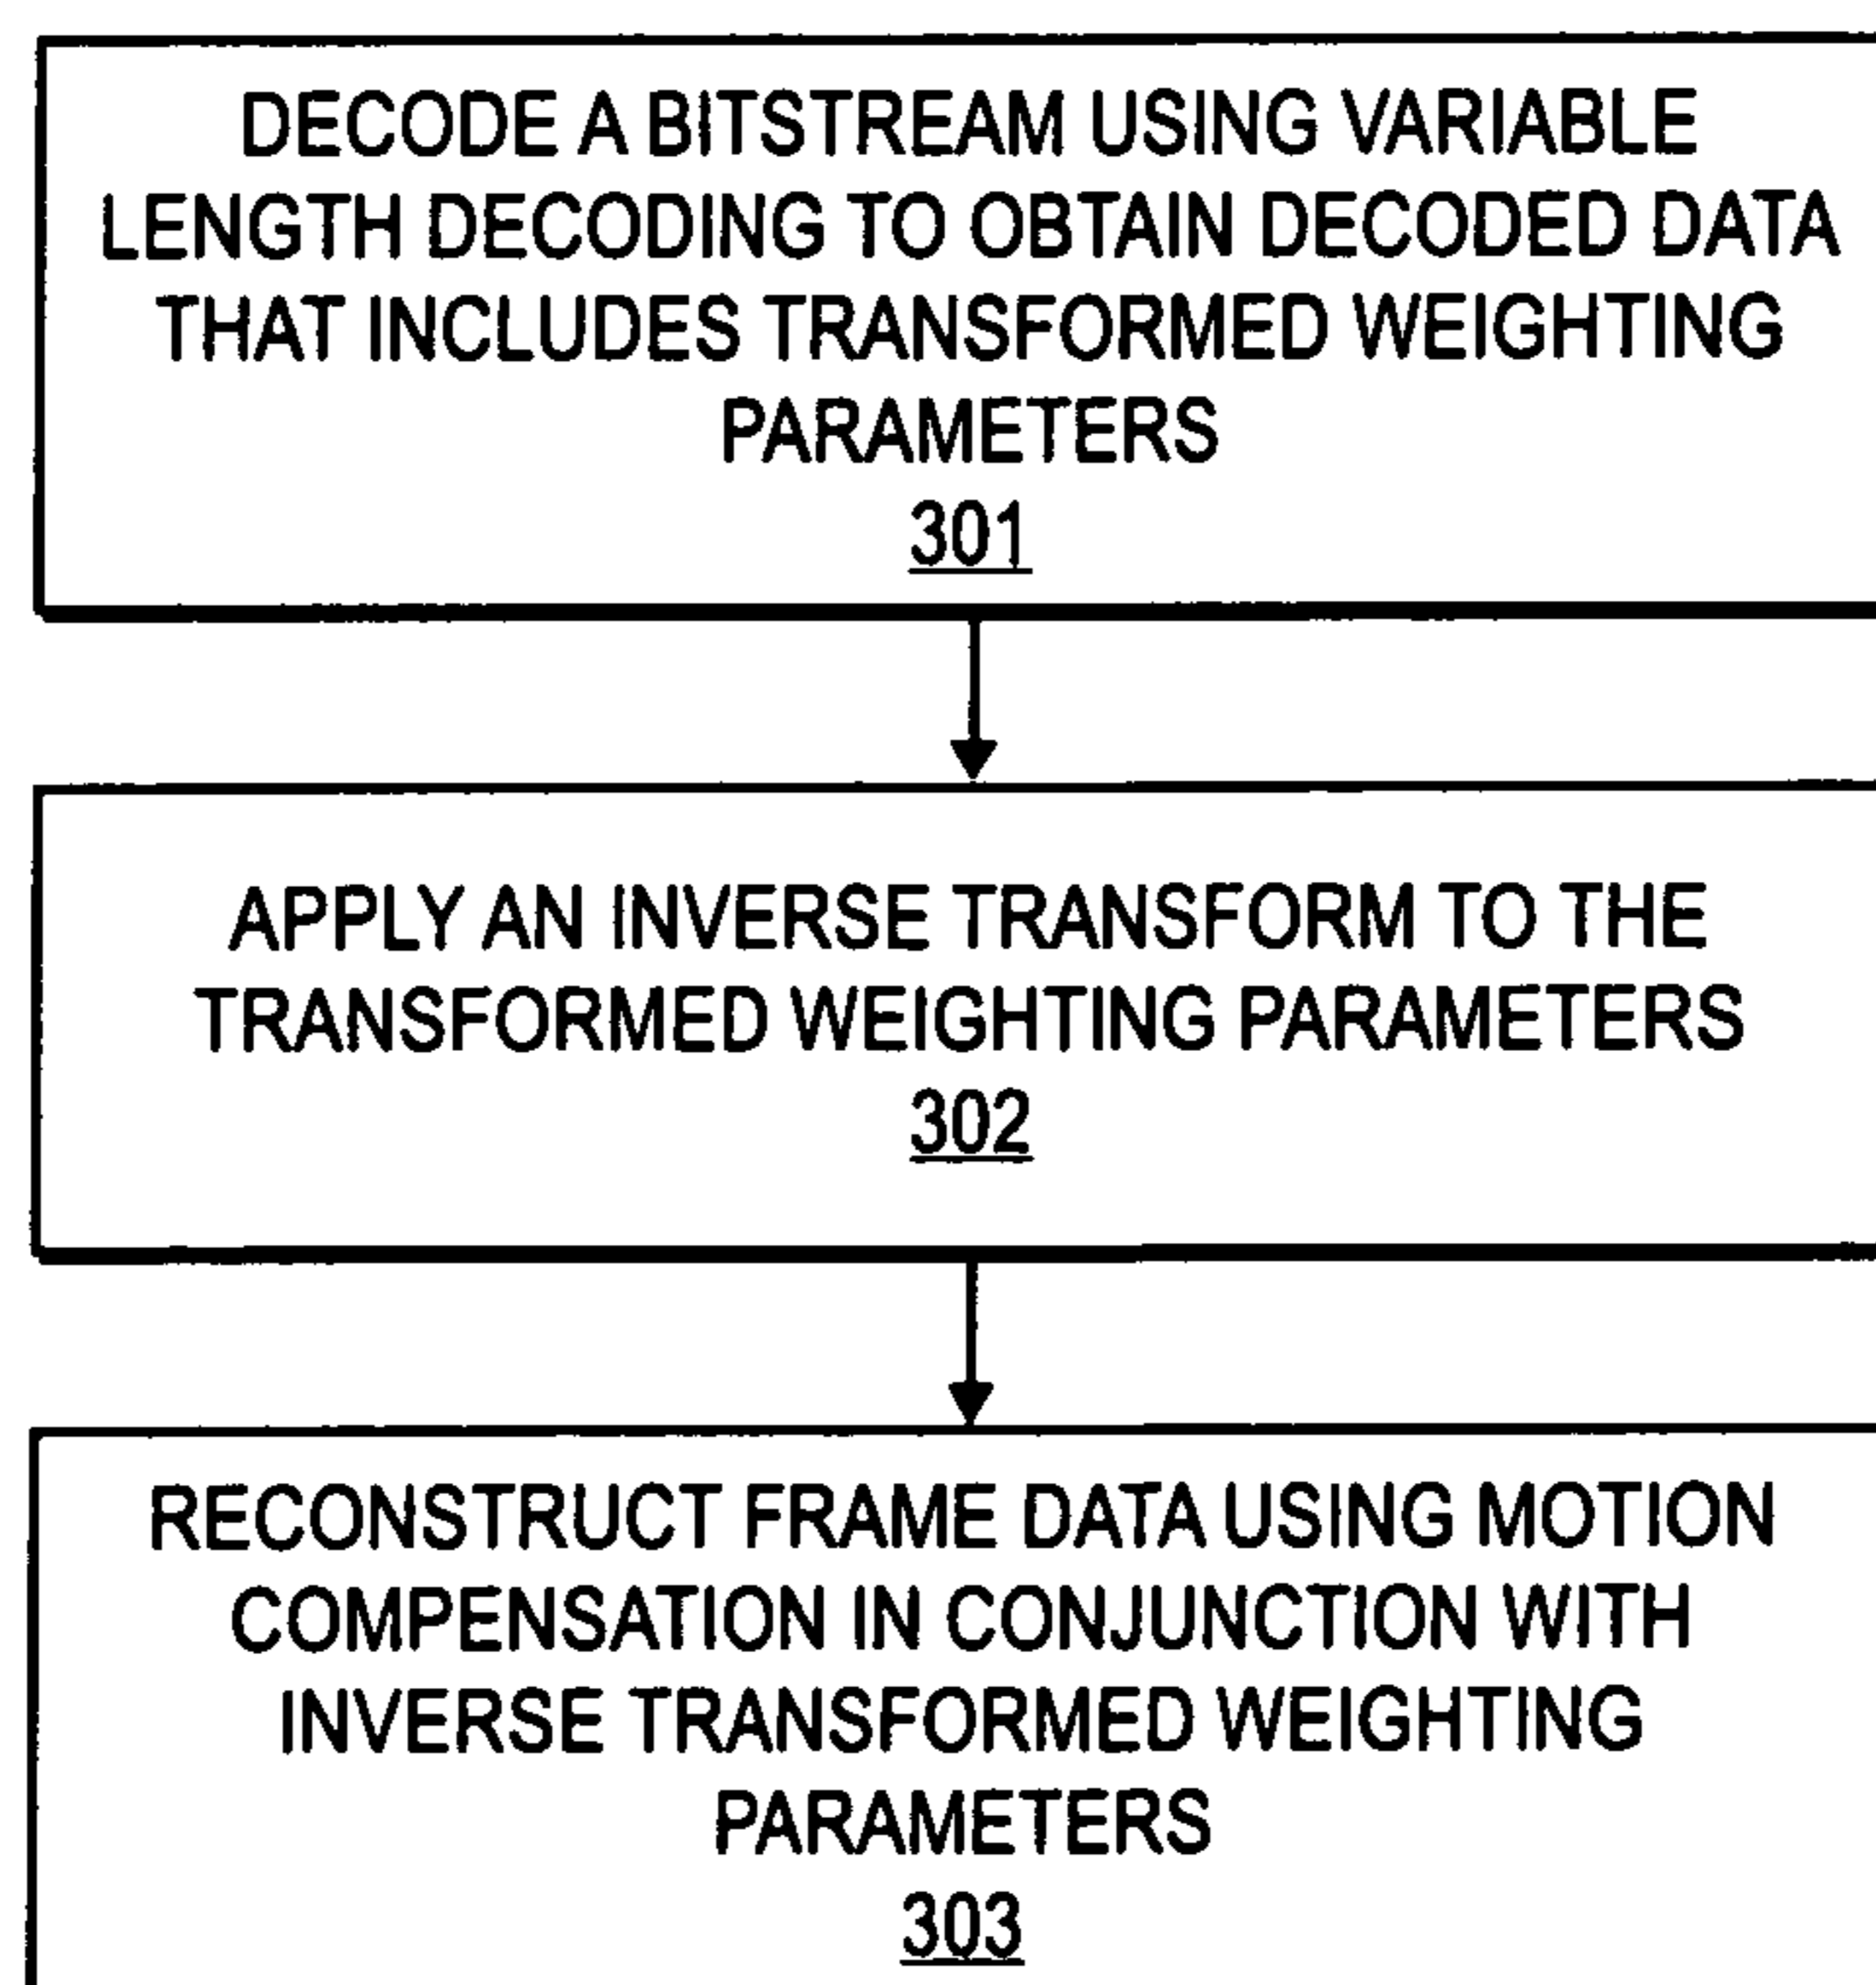 DECODE A BITSTREAM USING VARIABLE
LENGTH DECODING TO OBTAIN DECODED DATA
THAT INCLUDES TRANSFORMED WEIGHTING
PARAMETERS
301
APPLY AN INVERSE TRANSFORM TO THE
TRANSFORMED WEIGHTING PARAMETERS
302
RECONSTRUCT FRAME DATA USING MOTION
COMPENSATION IN CONJUNCTION WITH
INVERSE TRANSFORMED WEIGHTING
PARAMETERS
303